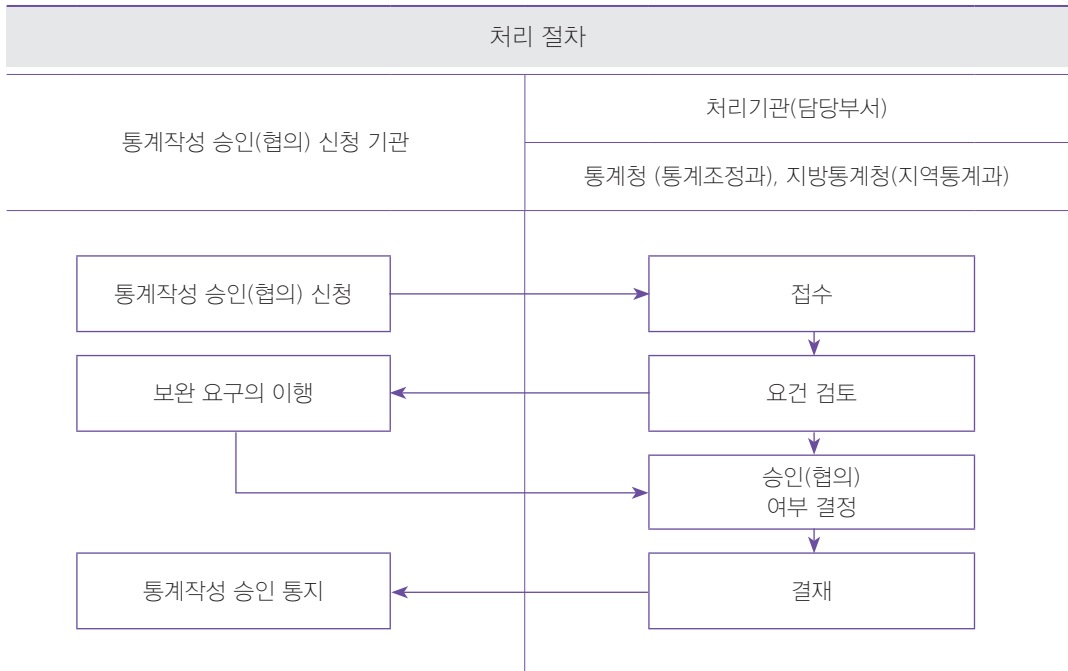 처리 절차
통계작성 승인(협의) 신청 기관
처리기관(담당부서)
통계청 (통계조정과), 지방통계청(지역통계과)
통계작성 승인(협의) 신청
접수
보완 요구의 이행
요건 검토
승인(협의)
여부 결정
통계작성 승인 통지
결재